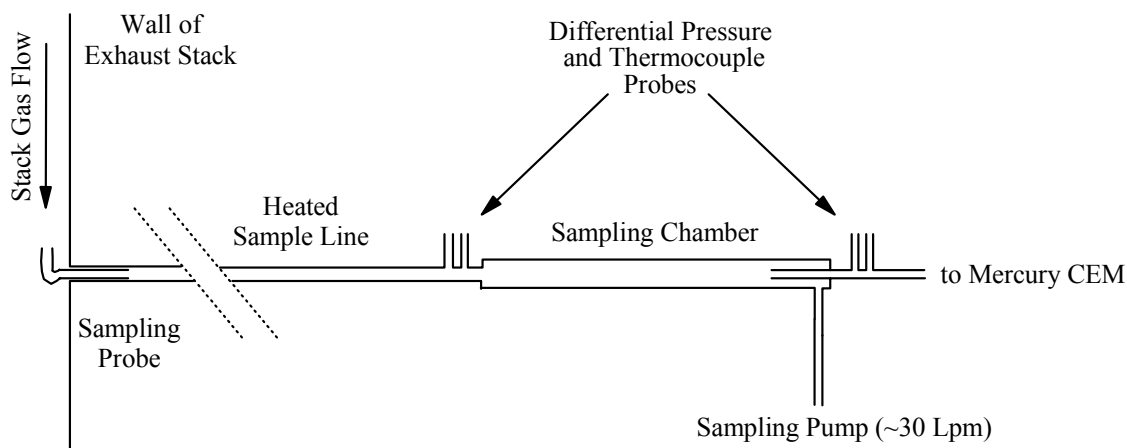 Wall of
Exhaust Stack
Stack Gas Flow
Differential Pressure
and Thermocouple
Probes
Heated
Sample Line
Sampling Chamber
to Mercury CEM
Sampling
Probe
Sampling Pump (~30 Lpm)